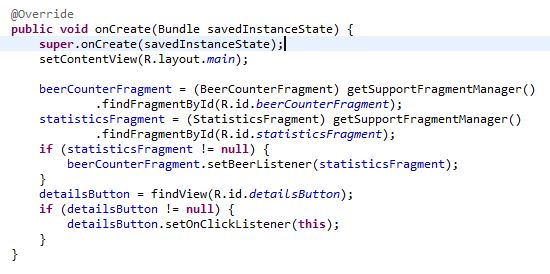 @Override
public void onCreate(Bundle savedInstanceState) {
    super.onCreate(savedInstanceState);
    setContentView(R.layout.main);

    beerCounterFragment = (BeerCounterFragment) getSupportFragmentManager()
            .findFragmentById(R.id.beerCounterFragment);
    statisticsFragment = (StatisticsFragment) getSupportFragmentManager()
            .findFragmentById(R.id.statisticsFragment);
    if (statisticsFragment != null) {
        beerCounterFragment.setBeerListener(statisticsFragment);
    }
    detailsButton = findView(R.id.detailsButton);
    if (detailsButton != null) {
        detailsButton.setOnClickListener(this);
    }
}